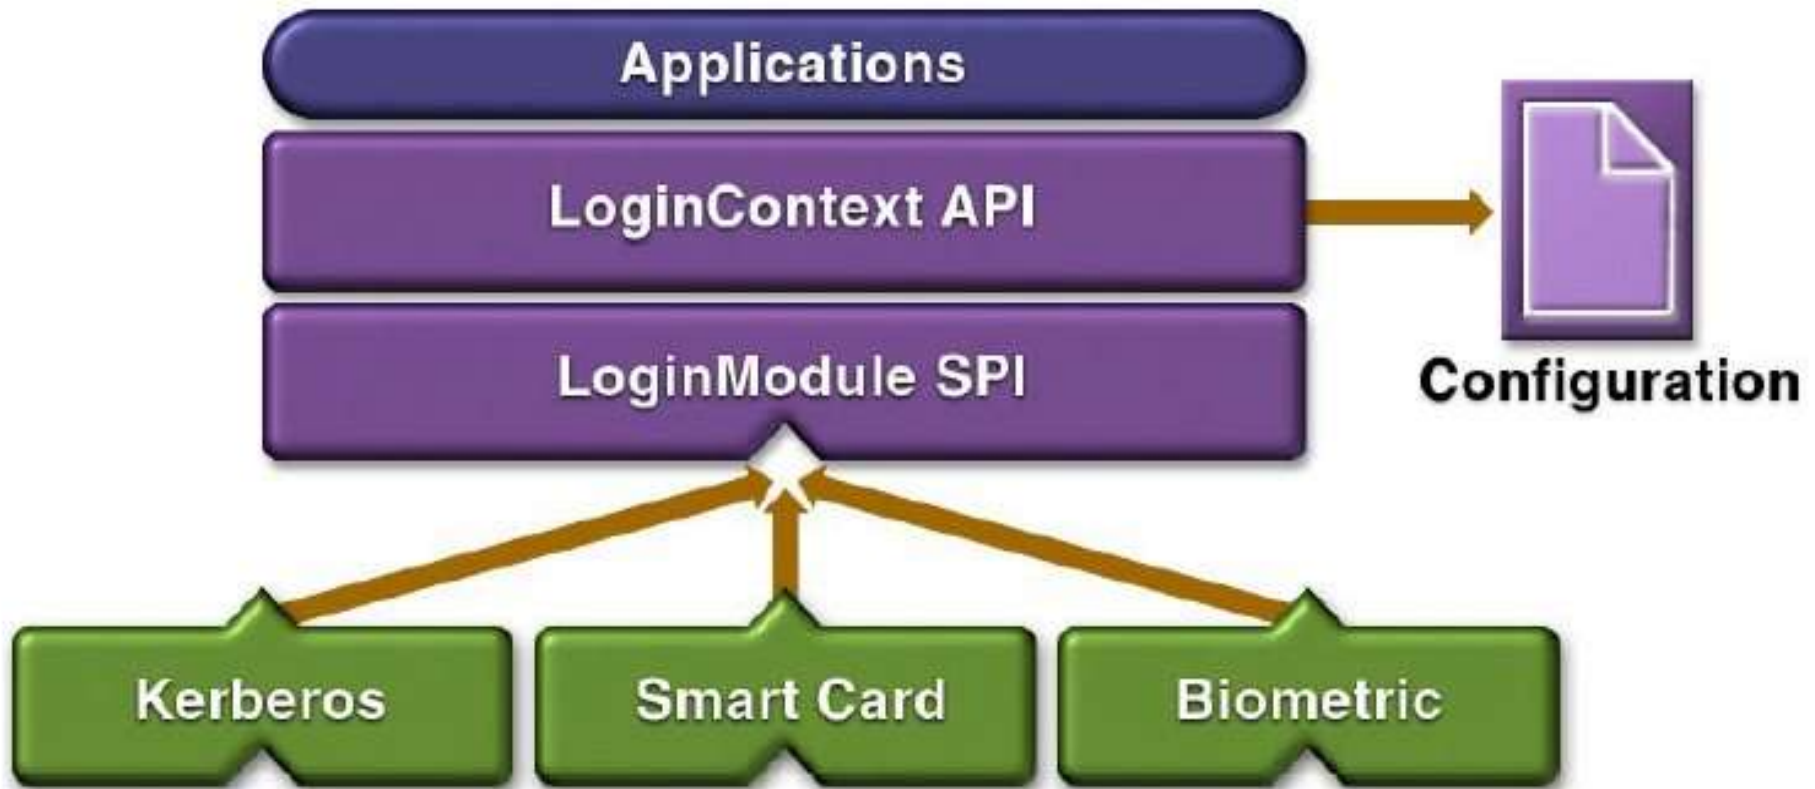 Applications
LoginContext API
LoginModule SPI
Configuration
Kerberos
Smart Card
Biometric